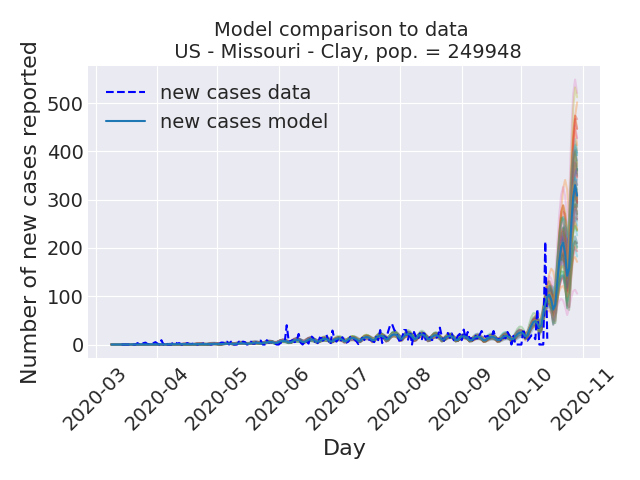 Model comparison to data
US - Missouri - Clay, pop. = 249948
Number of new cases reported
new cases data
new cases model
500
400
300
200
100
0
2020-03
2020-04
2020-05
2020-06
2020-07
2020-08
2020-09
2020-10
2020-11
Day